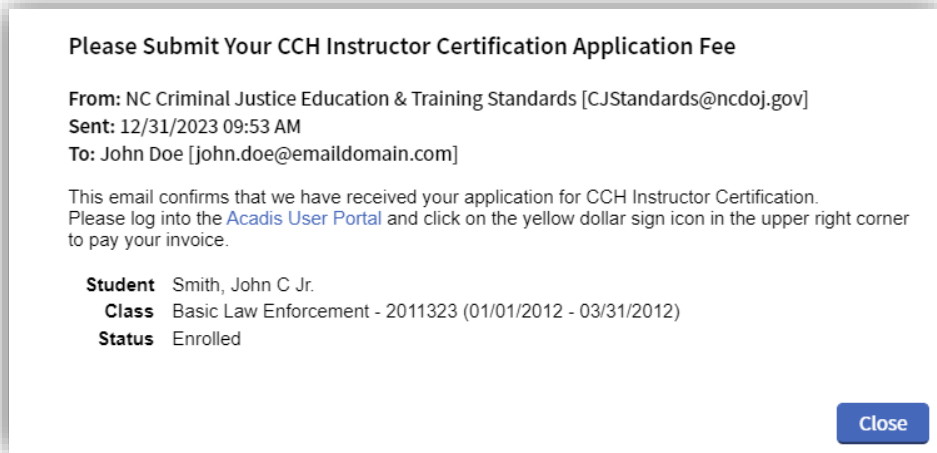 Please Submit Your CCH Instructor Certification Application Fee
From: NC Criminal Justice Education & Training Standards [CJStandards@ncdoj.gov]
Sent: 12/31/2023 09:53 AM
To: John Doe [john.doe@emaildomain.com]
This email confirms that we have received your application for CCH Instructor Certification.
Please log into the Acadis User Portal and click on the yellow dollar sign icon in the upper right corner
to pay your invoice.
Student Smith, John C Jr.
Class Basic Law Enforcement - 2011323 (01/01/2012 - 03/31/2012)
Status Enrolled
Close